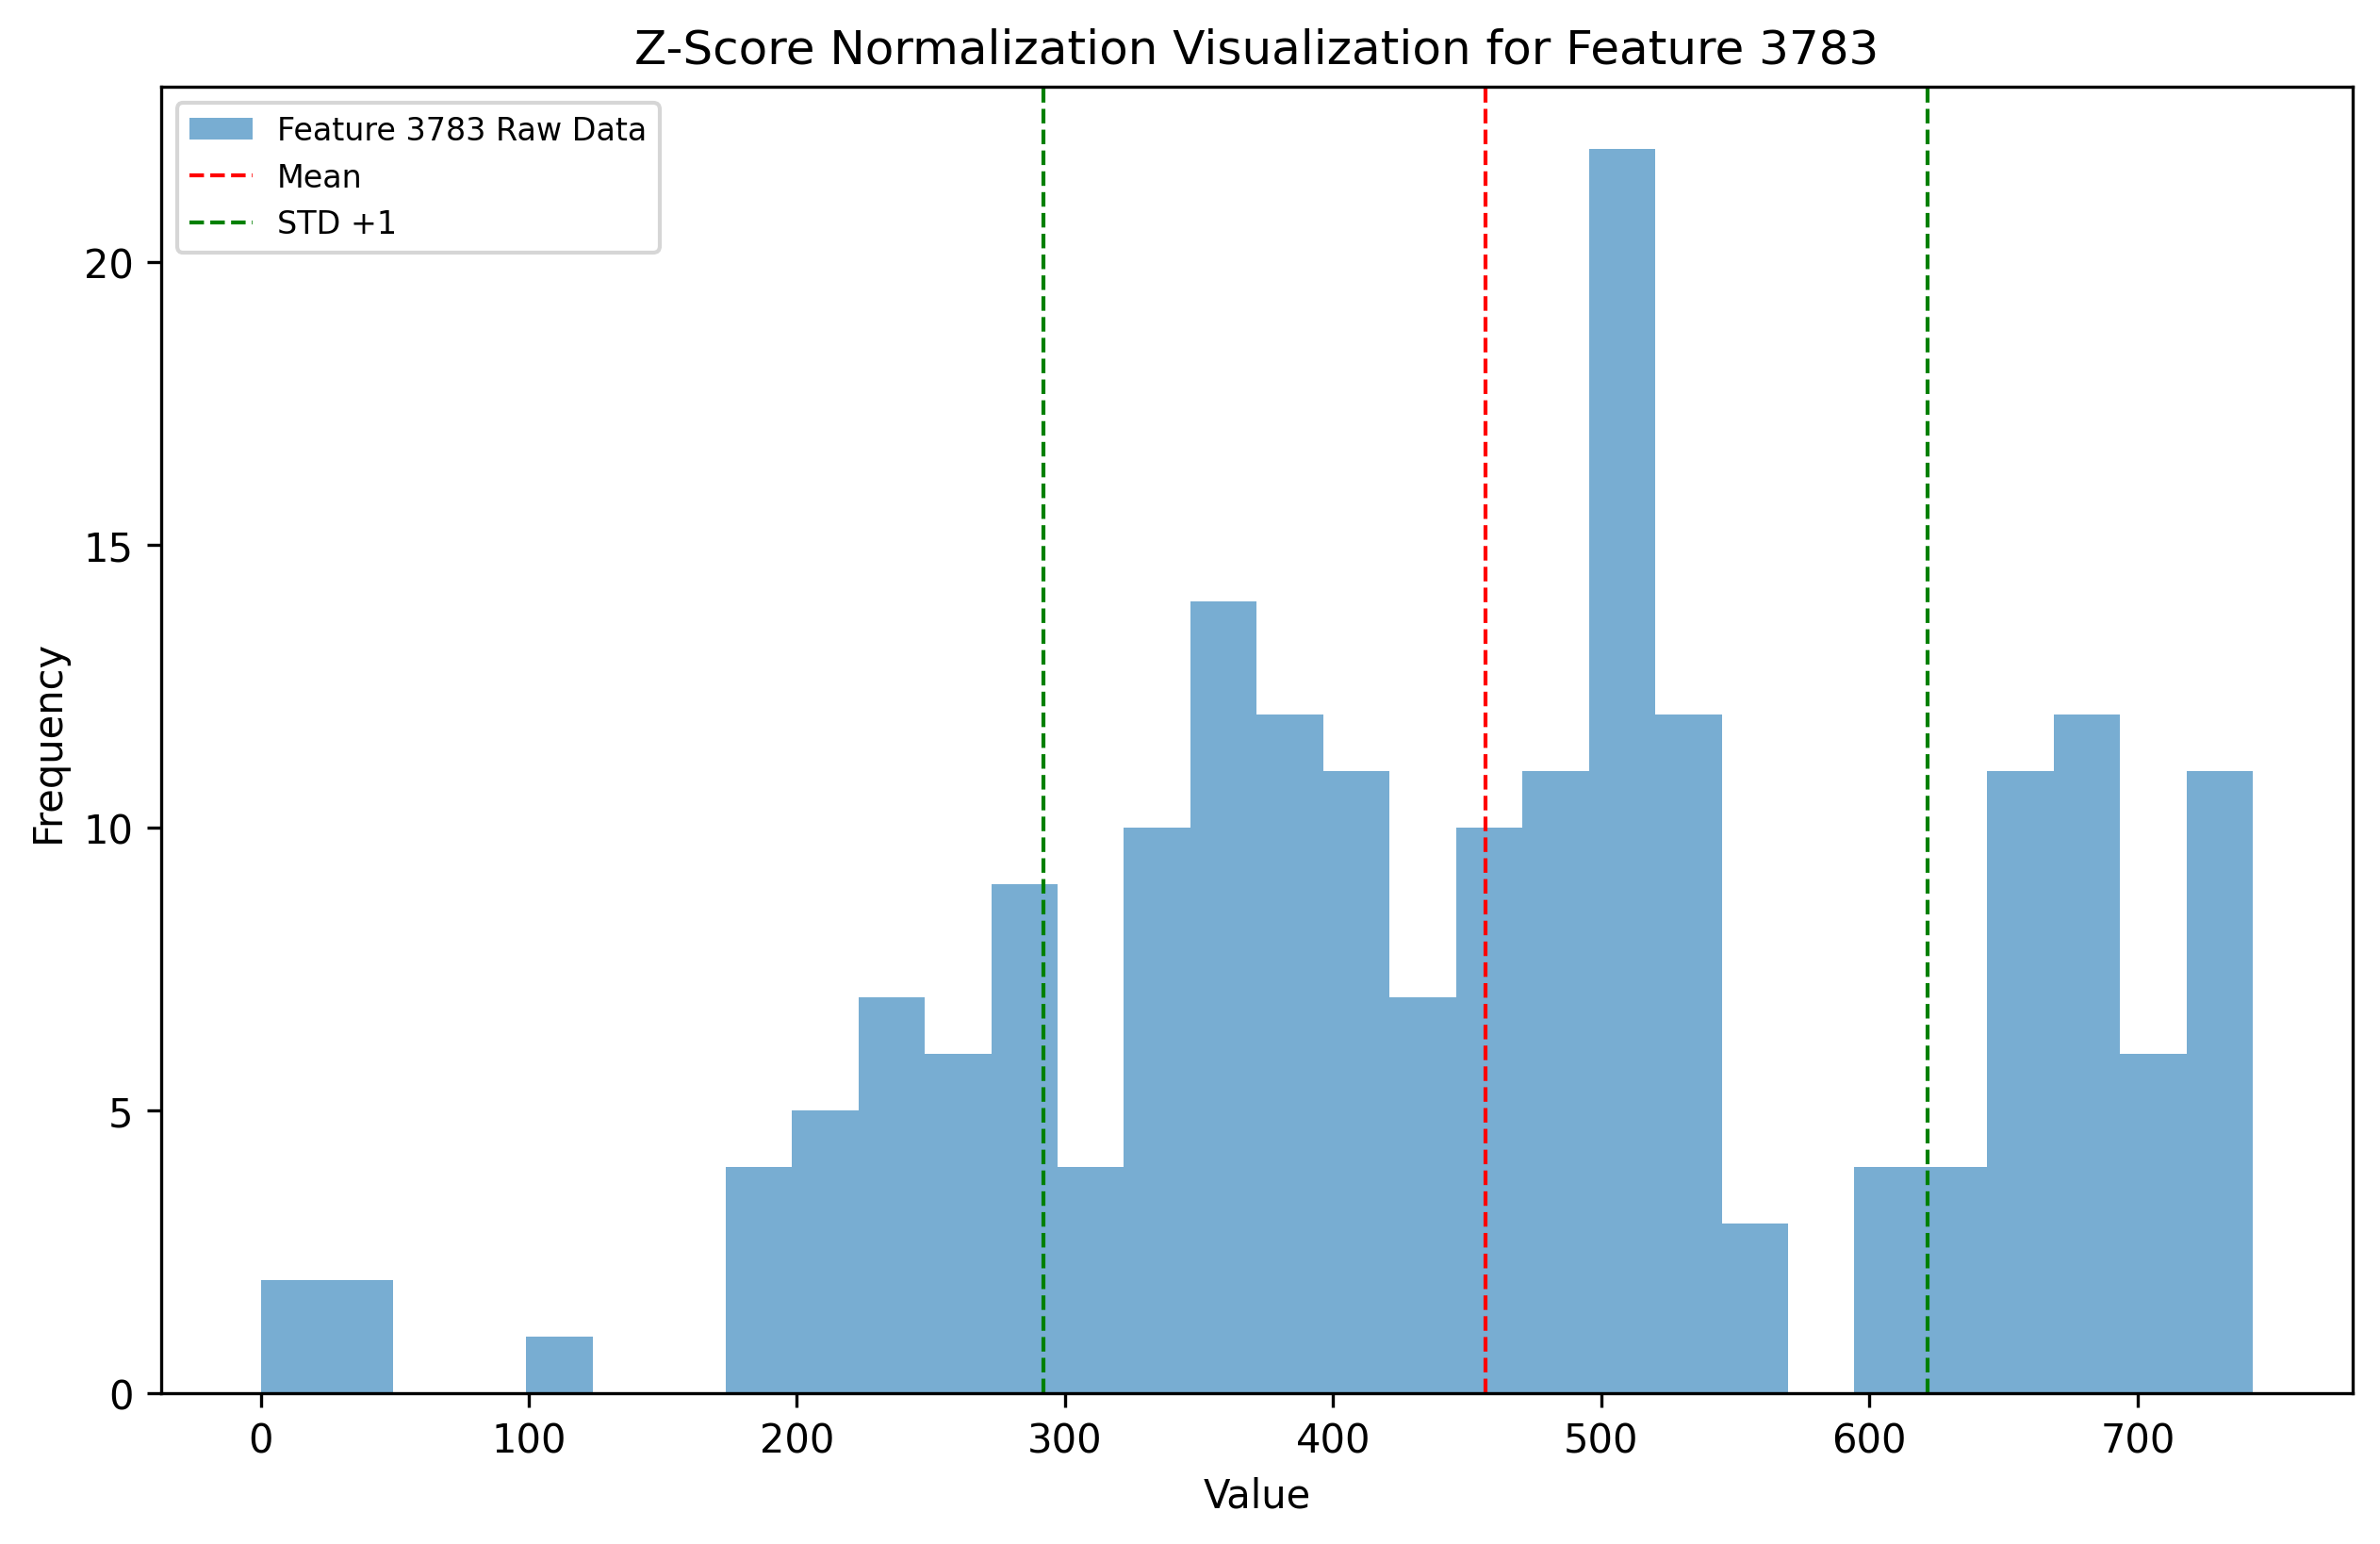 Z-Score Normalization Visualization for Feature 3783
Feature 3783 Raw Data
Mean
STD +1
Frequency
20
15
10
5
0
0 100 200 300 400 500 600 700
Value